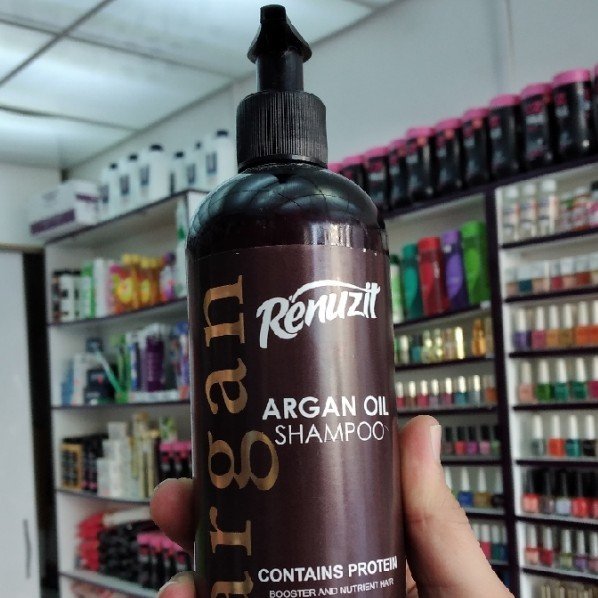 argan
Renuzit
ARGAN OIL
SHAMPOO
CONTAINS PROTEIN
BOOSTER AND NUTRIENT HAIR